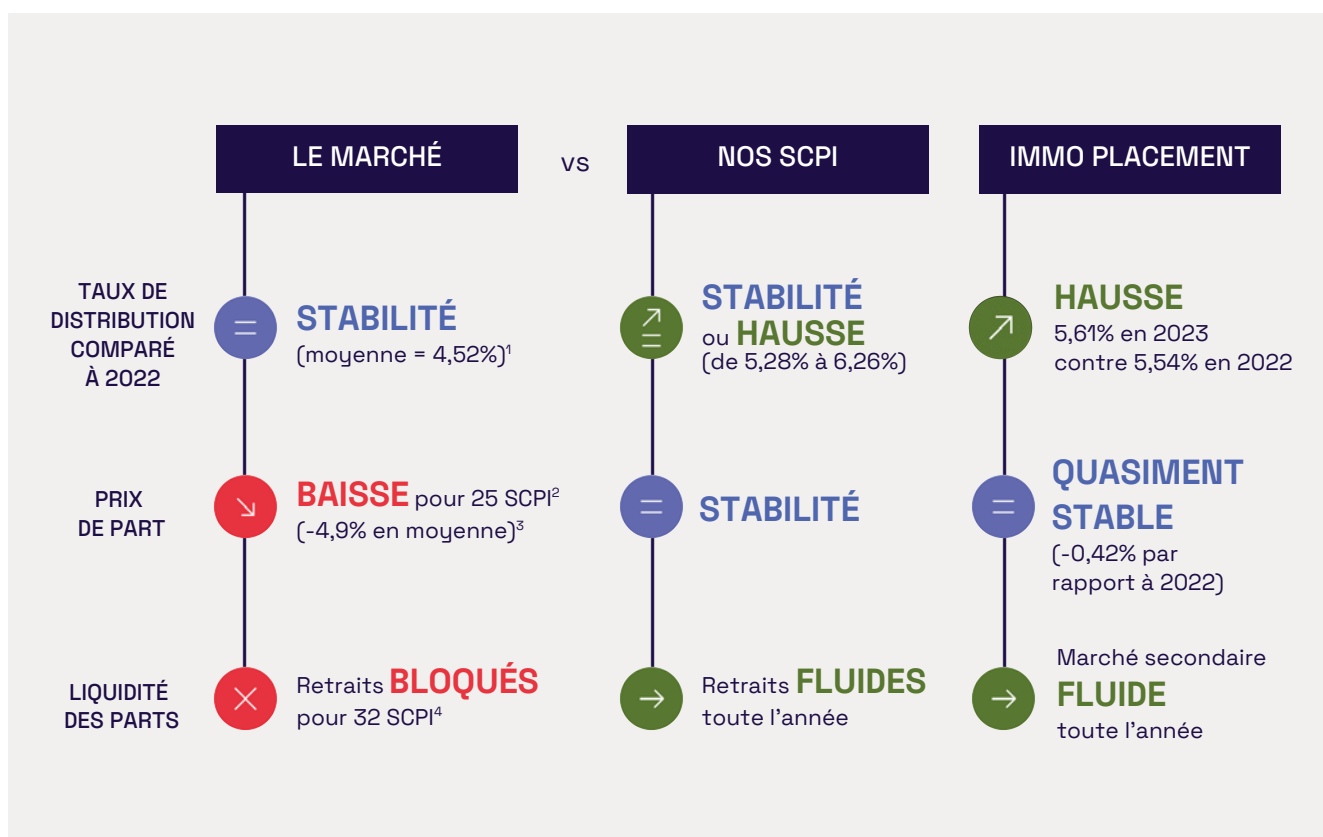 LE MARCHÉ
vs
NOS SCPI
IMMO PLACEMENT
TAUX DE
DISTRIBUTION
COMPARÉ
À 2022
STABILITÉ
(moyenne = 4,52%)¹
STABILITÉ
ou HAUSSE
(de 5,28% à 6,26%)
HAUSSE
5,61% en 2023
contre 5,54% en 2022
PRIX
DE PART
BAISSE pour 25 SCPI²
(-4,9% en moyenne)³
STABILITÉ
QUASIMENT
STABLE
(-0,42% par
rapport à 2022)
LIQUIDITÉ
DES PARTS
Retraits BLOQUÉS
pour 32 SCPI⁴
Retraits FLUIDES
toute l'année
Marché secondaire
FLUIDE
toute l'année